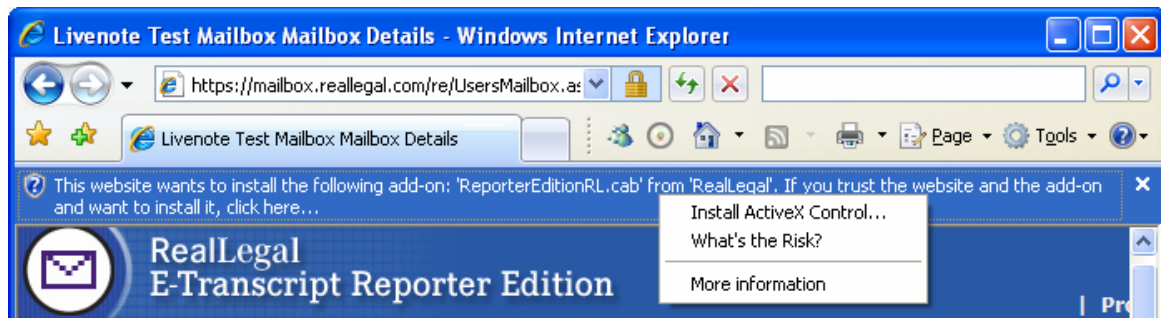 Livenote Test Mailbox Mailbox Details - Windows Internet Explorer
https://mailbox.reallegal.com/re/UsersMailbox.as
Livenote Test Mailbox Mailbox Details
Page
Tools
This website wants to install the following add-on: 'ReporterEditionRL.cab' from 'RealLegal'. If you trust the website and the add-on
and want to install it, click here...
Install ActiveX Control...
What's the Risk?
More information
RealLegal
E-Transcript Reporter Edition
| Pro